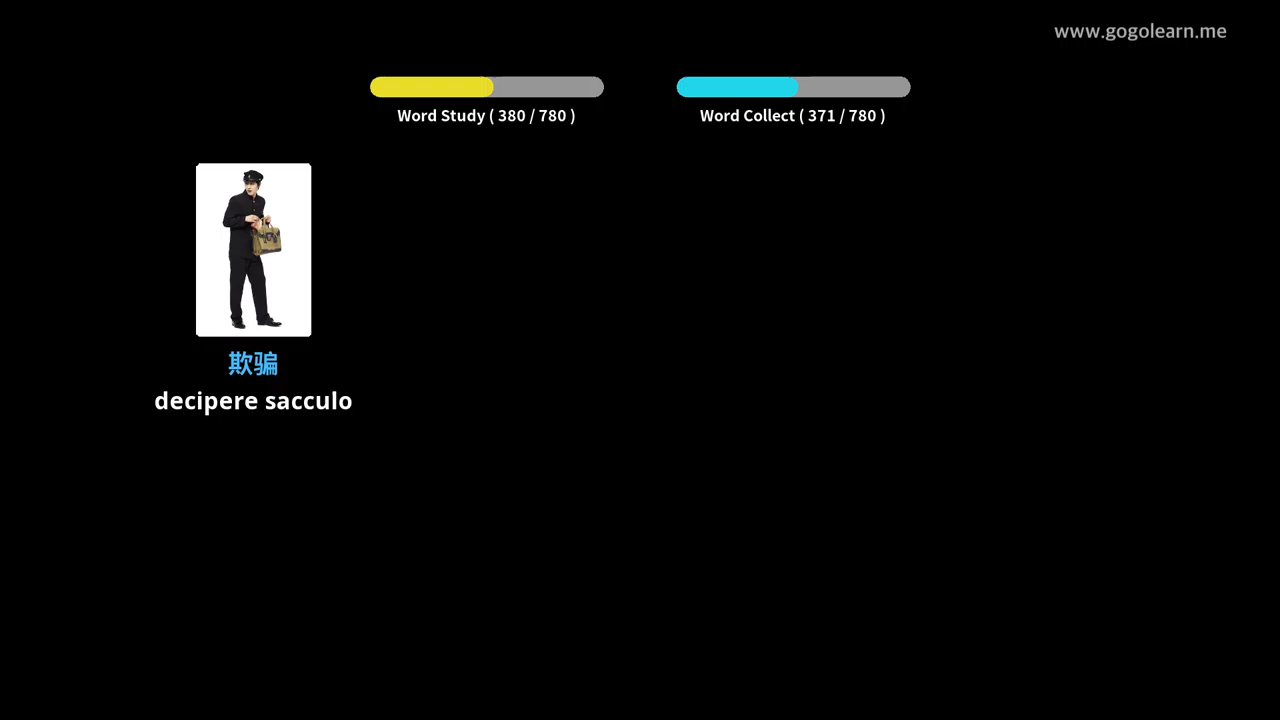 www.gogolearn.me
Word Study ( 380 / 780 )
Word Collect ( 371 / 780 )
欺骗
decipere sacculo